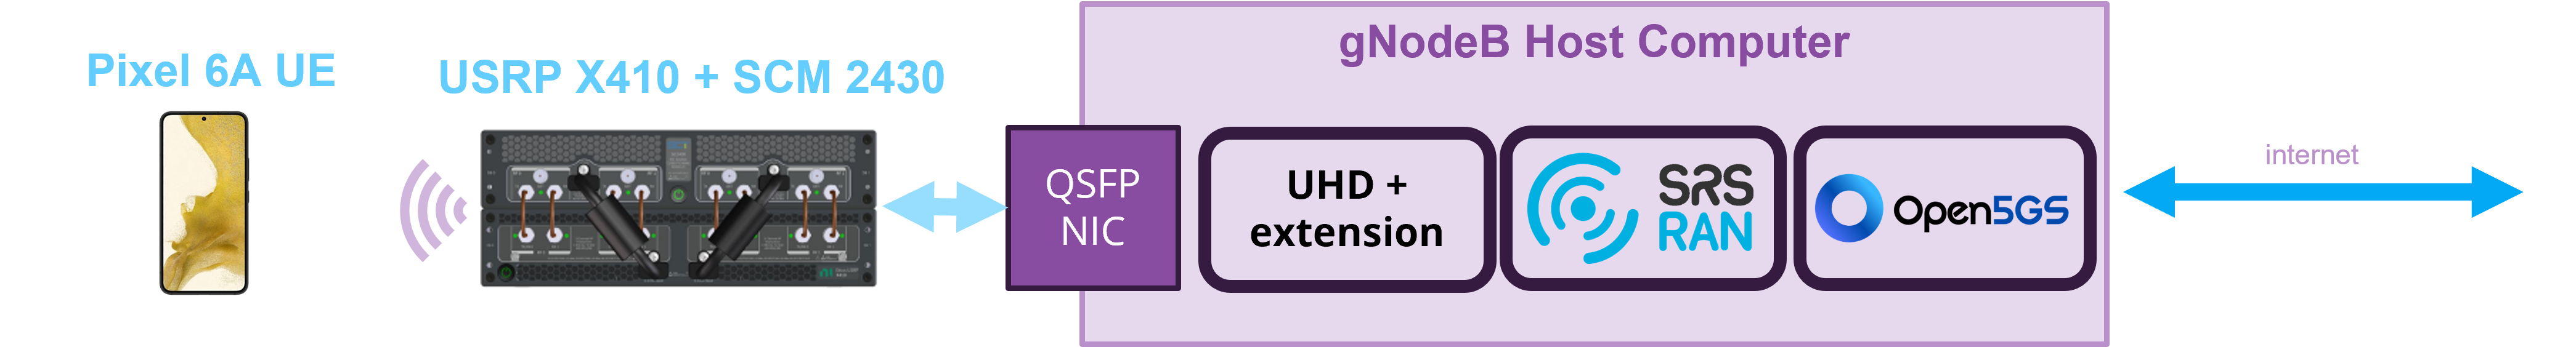 Pixel 6A UE
USRP X410 + SCM 2430
gNodeB Host Computer
QSFP
NIC
UHD +
extension
SRS
RAN
Open5GS
internet